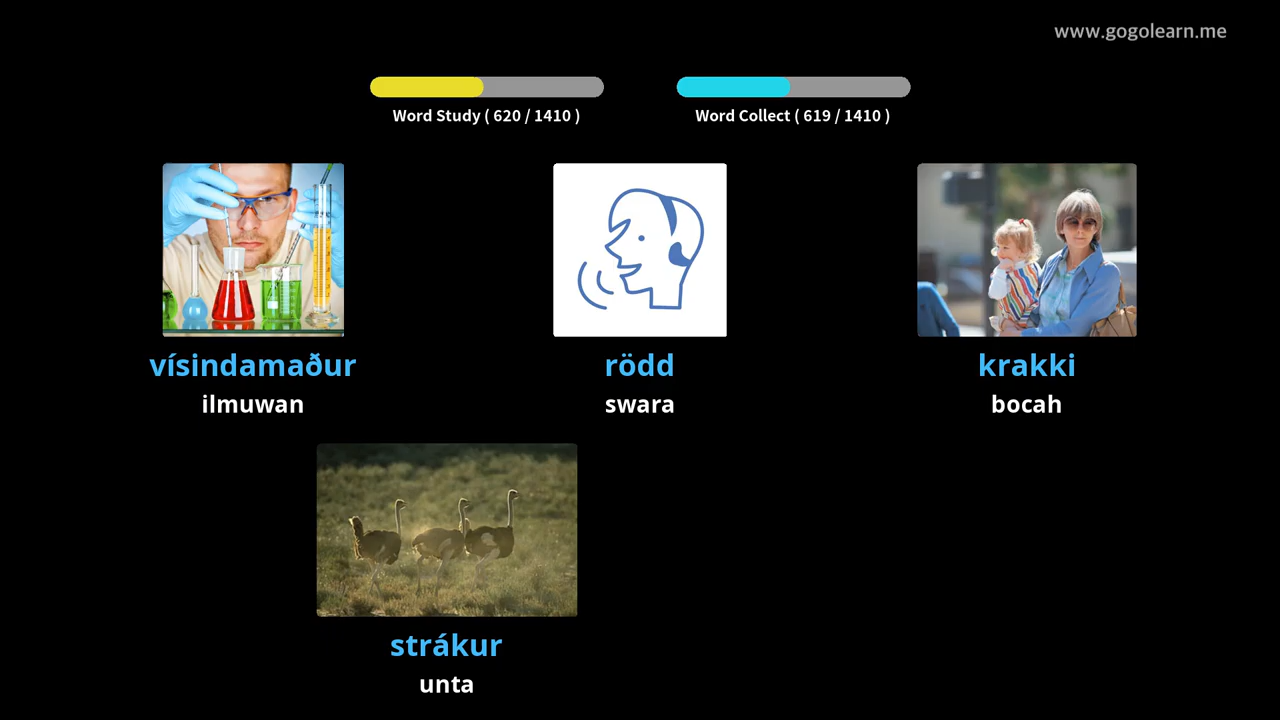 www.gogolearn.me
Word Study ( 620 / 1410 )
Word Collect ( 619 / 1410 )
vísindamaður
ilmuwan
rödd
swara
krakki
bocah
strákur
unta